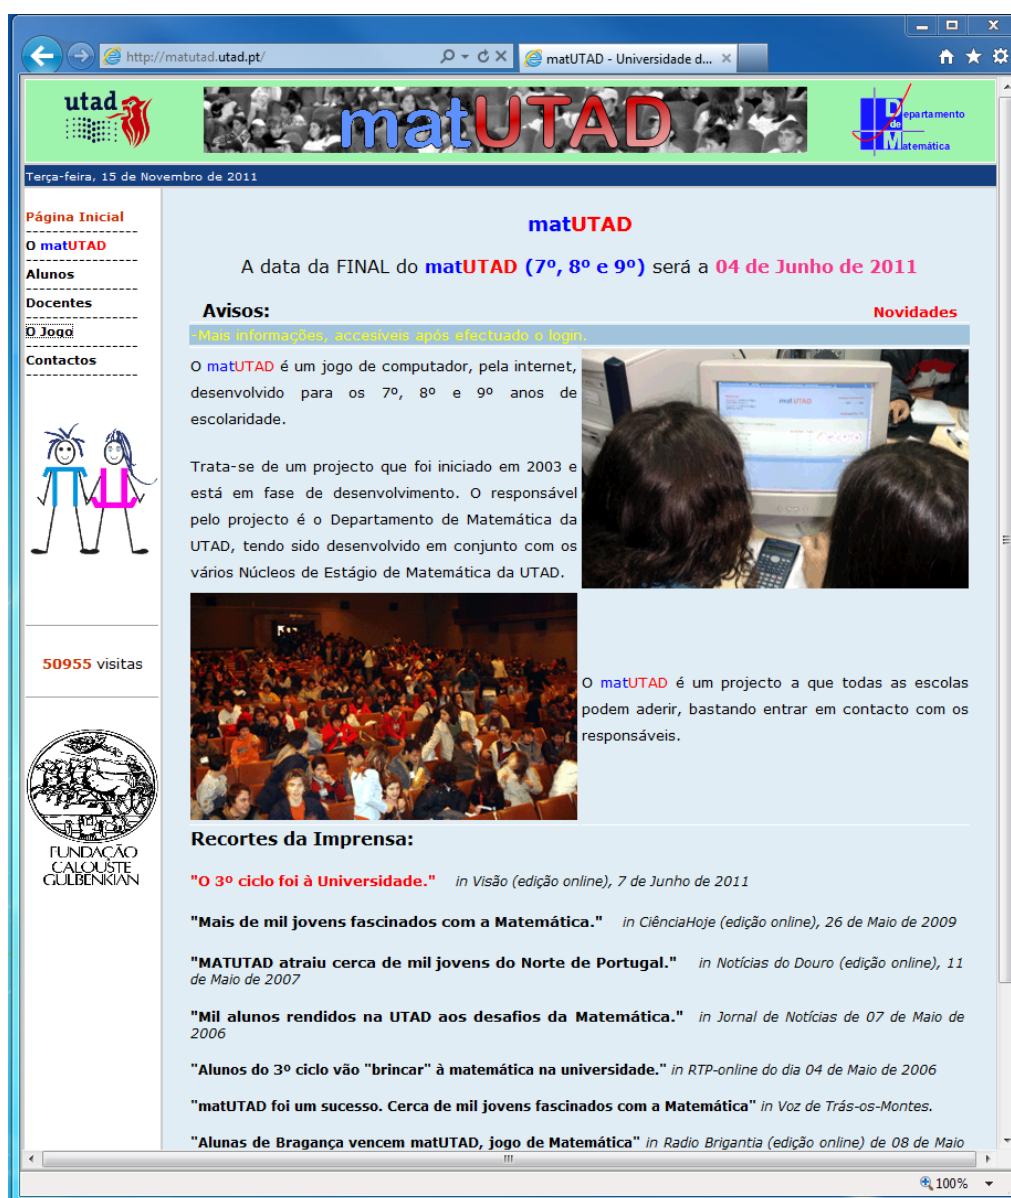 http://matutad.utad.pt/
matUTAD - Universidade d...
utad
matUTAD
Departamento
de
Matemática
Terça-feira, 15 de Novembro de 2011
Página Inicial
O matUTAD
Alunos
Docentes
O Jogo
Contactos
50955 visitas
FUNDAÇÃO
CALOUSTE
GULBENKIAN
matUTAD
A data da FINAL do matUTAD (7º, 8º e 9º) será a 04 de Junho de 2011
Avisos:
Novidades
-Mais informações, accesíveis após efectuado o login.
O matUTAD é um jogo de computador, pela internet,
desenvolvido para os 7º, 8º e 9º anos de
escolaridade.
Trata-se de um projecto que foi iniciado em 2003 e
está em fase de desenvolvimento. O responsável
pelo projecto é o Departamento de Matemática da
UTAD, tendo sido desenvolvido em conjunto com os
vários Núcleos de Estágio de Matemática da UTAD.
mat UTAD
O matUTAD é um projecto a que todas as escolas
podem aderir, bastando entrar em contacto com os
responsáveis.
Recortes da Imprensa:
"O 3º ciclo foi à Universidade." in Visão (edição online), 7 de Junho de 2011
"Mais de mil jovens fascinados com a Matemática." in CiênciaHoje (edição online), 26 de Maio de 2009
"MATUTAD atraiu cerca de mil jovens do Norte de Portugal." in Notícias do Douro (edição online), 11
de Maio de 2007
"Mil alunos rendidos na UTAD aos desafios da Matemática." in Jornal de Notícias de 07 de Maio de
2006
"Alunos do 3º ciclo vão "brincar" à matemática na universidade." in RTP-online do dia 04 de Maio de 2006
"matUTAD foi um sucesso. Cerca de mil jovens fascinados com a Matemática" in Voz de Trás-os-Montes.
"Alunas de Bragança vencem matUTAD, jogo de Matemática" in Radio Brigantia (edição online) de 08 de Maio
100%